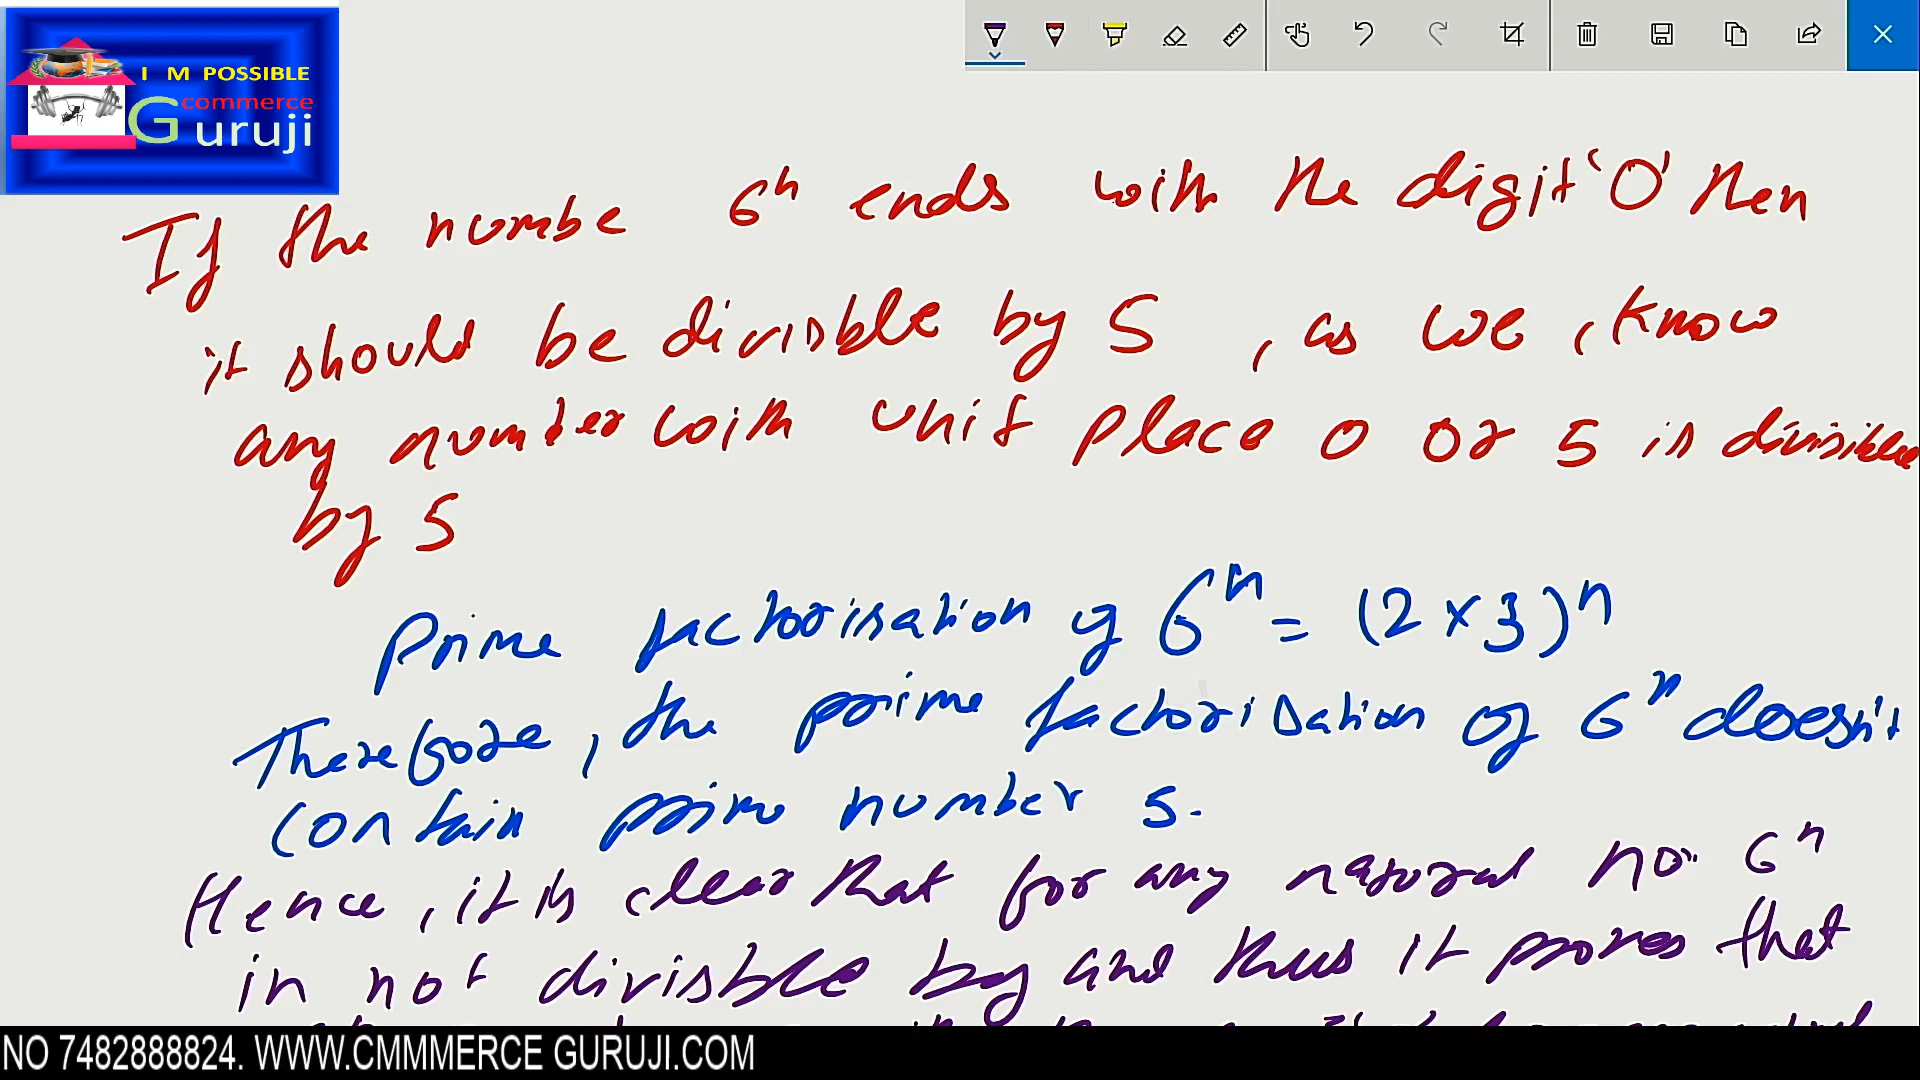 I M POSSIBLE
commerce
Guruji
If the numbe 6ⁿ ends with the digit '0' then
it should be divisble by 5 , as we , know
any number with unit place 0 or 5 is divisible
by 5
Prime factorisation of 6ⁿ = (2 × 3)ⁿ
Therefore, the prime factorisation of 6ⁿ doesn't
contain prime number 5.
Hence, it is clear that for any natural no. 6ⁿ
is not divisble by and thus it proves that
NO 7482888824. WWW.CMMMERCE GURUJI.COM